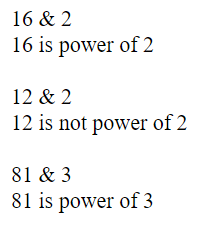 16 & 2
16 is power of 2
12 & 2
12 is not power of 2
81 & 3
81 is power of 3